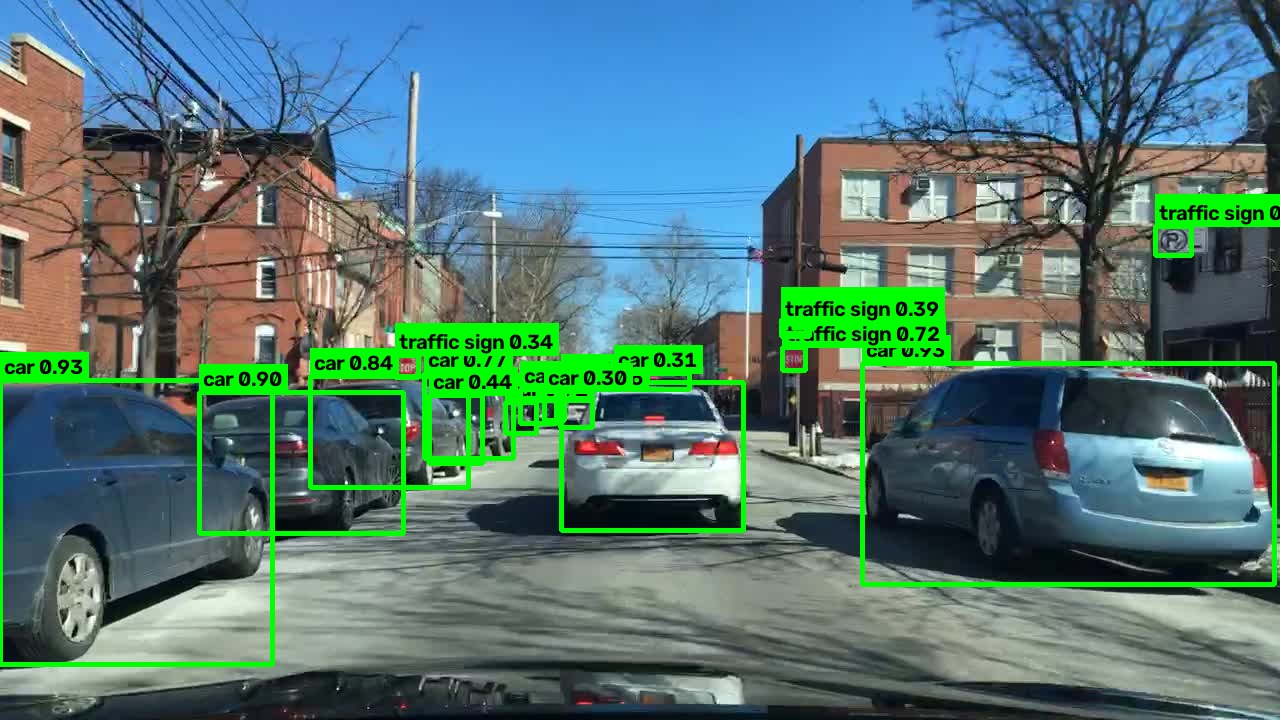 traffic sign 0
traffic sign 0.39
traffic sign 0.72
car 0.93
traffic sign 0.34
car 0.31
car 0.93
car 0.84
car 0.77
car 0.90
car 0.44
car 0.30
STOP
P